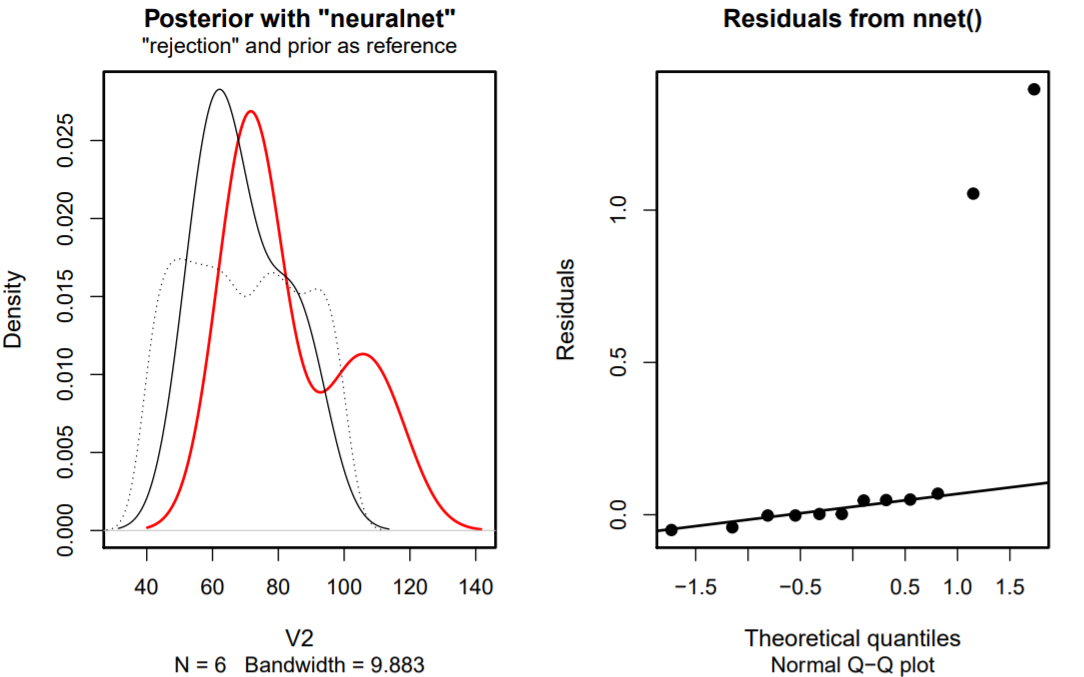 Posterior with "neuralnet"
"rejection" and prior as reference
Density
0.000 0.005 0.010 0.015 0.020 0.025
40 60 80 100 120 140
V2
N = 6 Bandwidth = 9.883
Residuals from nnet()
Residuals
0.0 0.5 1.0
−1.5 −0.5 0.5 1.0 1.5
Theoretical quantiles
Normal Q−Q plot